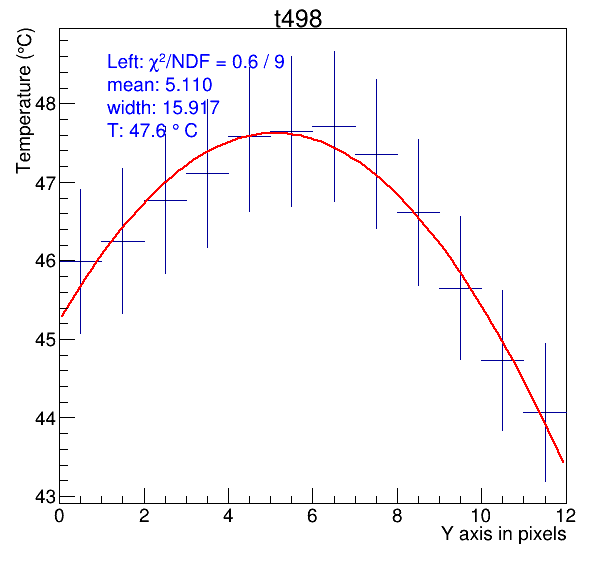 t498
Temperature (°C)
Left: χ²/NDF = 0.6 / 9
mean: 5.110
width: 15.917
T: 47.6 ° C
48
47
46
45
44
43
0 2 4 6 8 10 12
Y axis in pixels